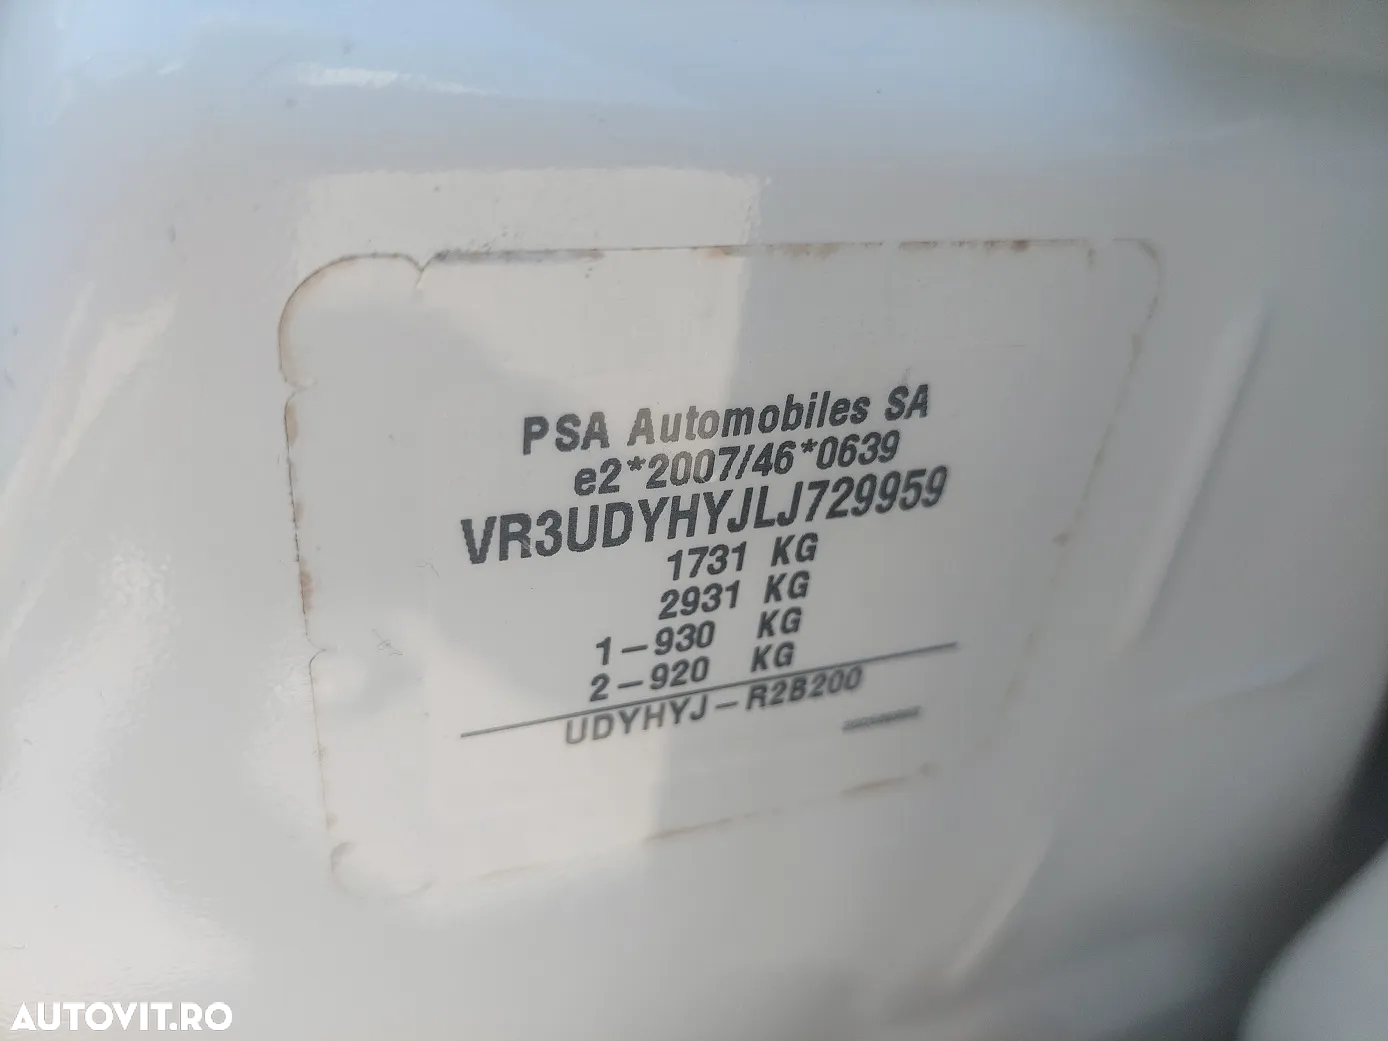 PSA Automobiles SA
e2*2007/46*0639
VR3UDYHYJLJ729959
1731 KG
2931 KG
1-930 KG
2-920 KG
UDYHYJ-R2B200
AUTOVIT.RO